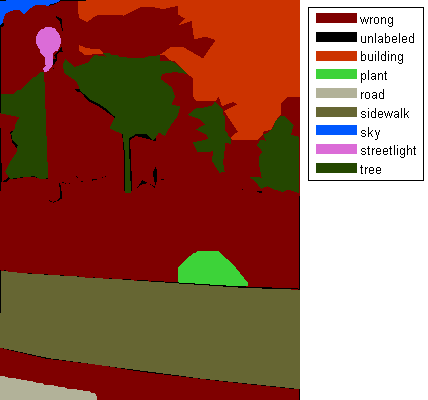 wrong
unlabeled
building
plant
road
sidewalk
sky
streetlight
tree